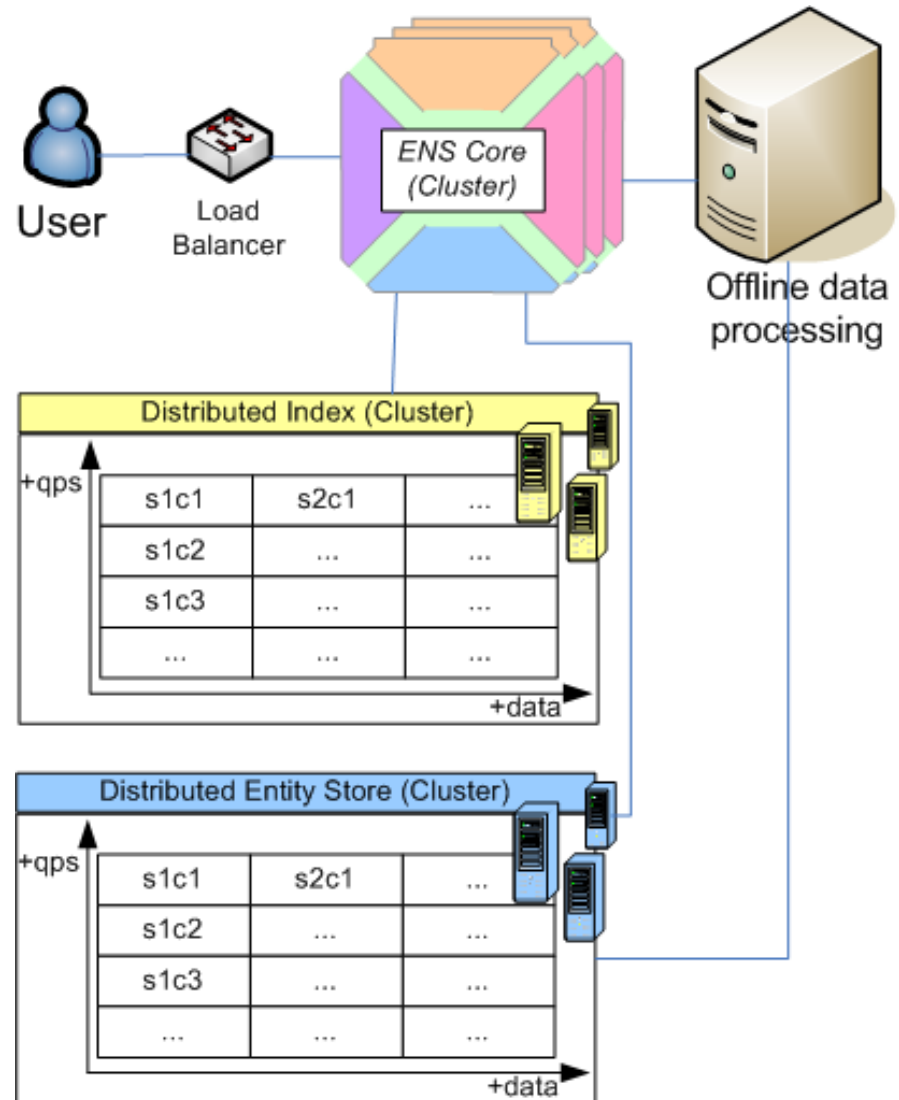 ENS Core
(Cluster)
User
Load
Balancer
Offline data
processing
Distributed Index (Cluster)
+qps
s1c1 s2c1 ...
s1c2 ... ...
s1c3 ... ...
... ... ...
+data
Distributed Entity Store (Cluster)
+qps
s1c1 s2c1 ...
s1c2 ... ...
s1c3 ... ...
... ... ...
+data